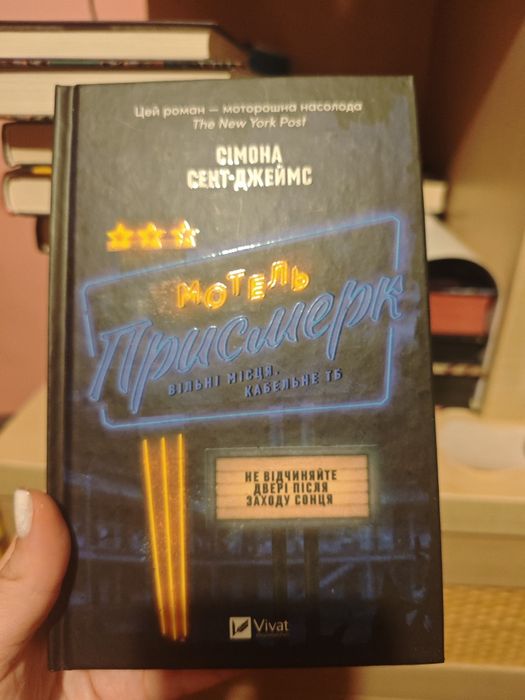 Цей роман — моторошна насолода
The New York Post
СІМОНА
СЕНТ-ДЖЕЙМС
МОТЕЛЬ
Присмерк
ВІЛЬНІ МІСЦЯ.
КАБЕЛЬНЕ ТБ
НЕ ВІДЧИНЯЙТЕ
ДВЕРІ ПІСЛЯ
ЗАХОДУ СОНЦЯ
Vivat